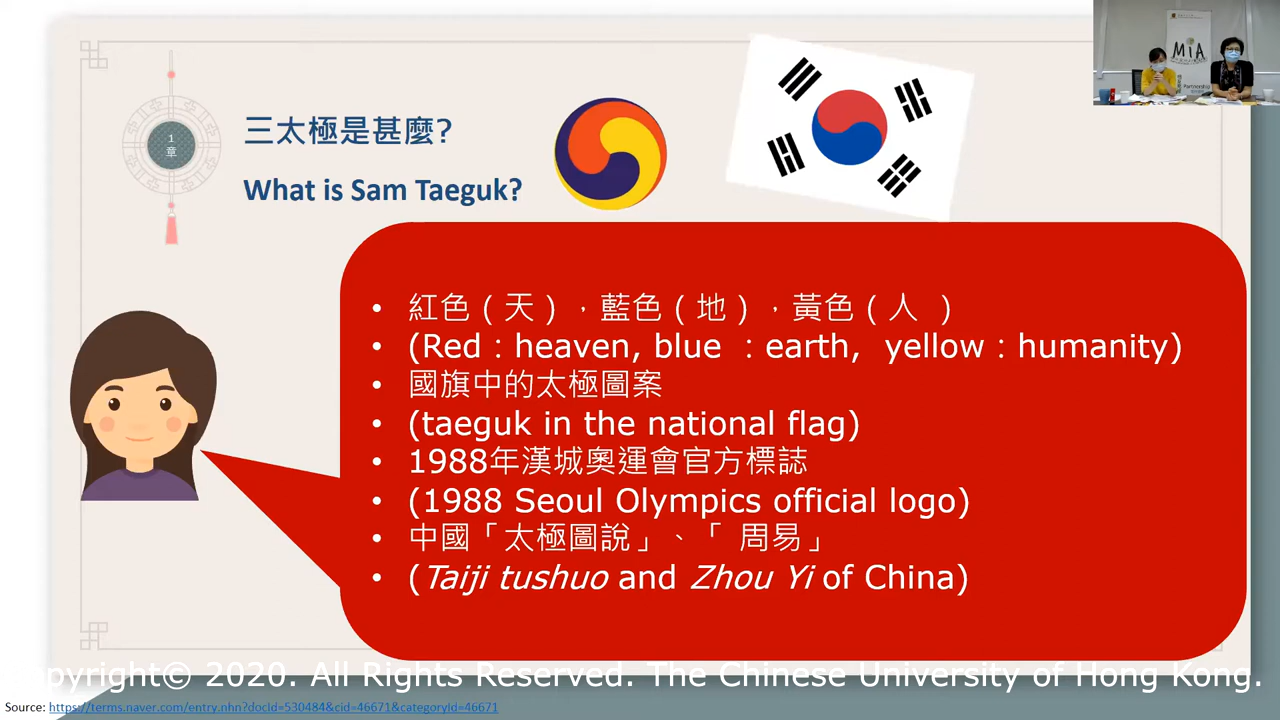 MiA
Partnership
1
章
三太極是甚麼?
What is Sam Taeguk?
• 紅色(天),藍色(地),黃色(人 )
• (Red : heaven, blue : earth, yellow : humanity)
• 國旗中的太極圖案
• (taeguk in the national flag)
• 1988年漢城奧運會官方標誌
• (1988 Seoul Olympics official logo)
• 中國「太極圖說」、「 周易」
• (Taiji tushuo and Zhou Yi of China)
opyright© 2020. All Rights Reserved. The Chinese University of Hong Kong.
Source: https://terms.naver.com/entry.nhn?docId=530484&cid=46671&categoryId=46671